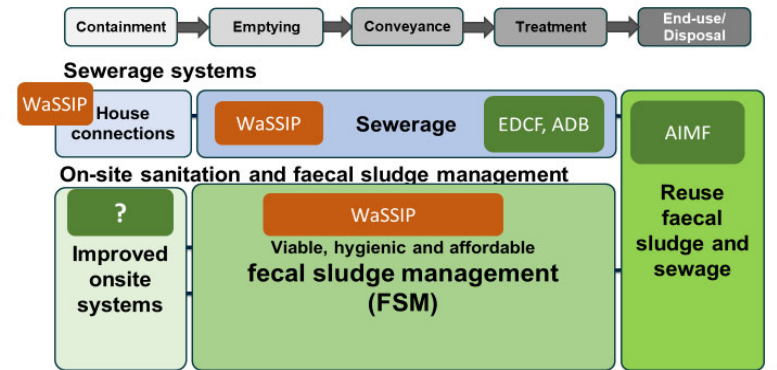 Containment
Emptying
Conveyance
Treatment
End-use/
Disposal
Sewerage systems
WaSSIP
House
connections
WaSSIP
Sewerage
EDCF, ADB
AIMF
On-site sanitation and faecal sludge management
?
Improved
onsite
systems
WaSSIP
Viable, hygienic and affordable
fecal sludge management
(FSM)
Reuse
faecal
sludge and
sewage